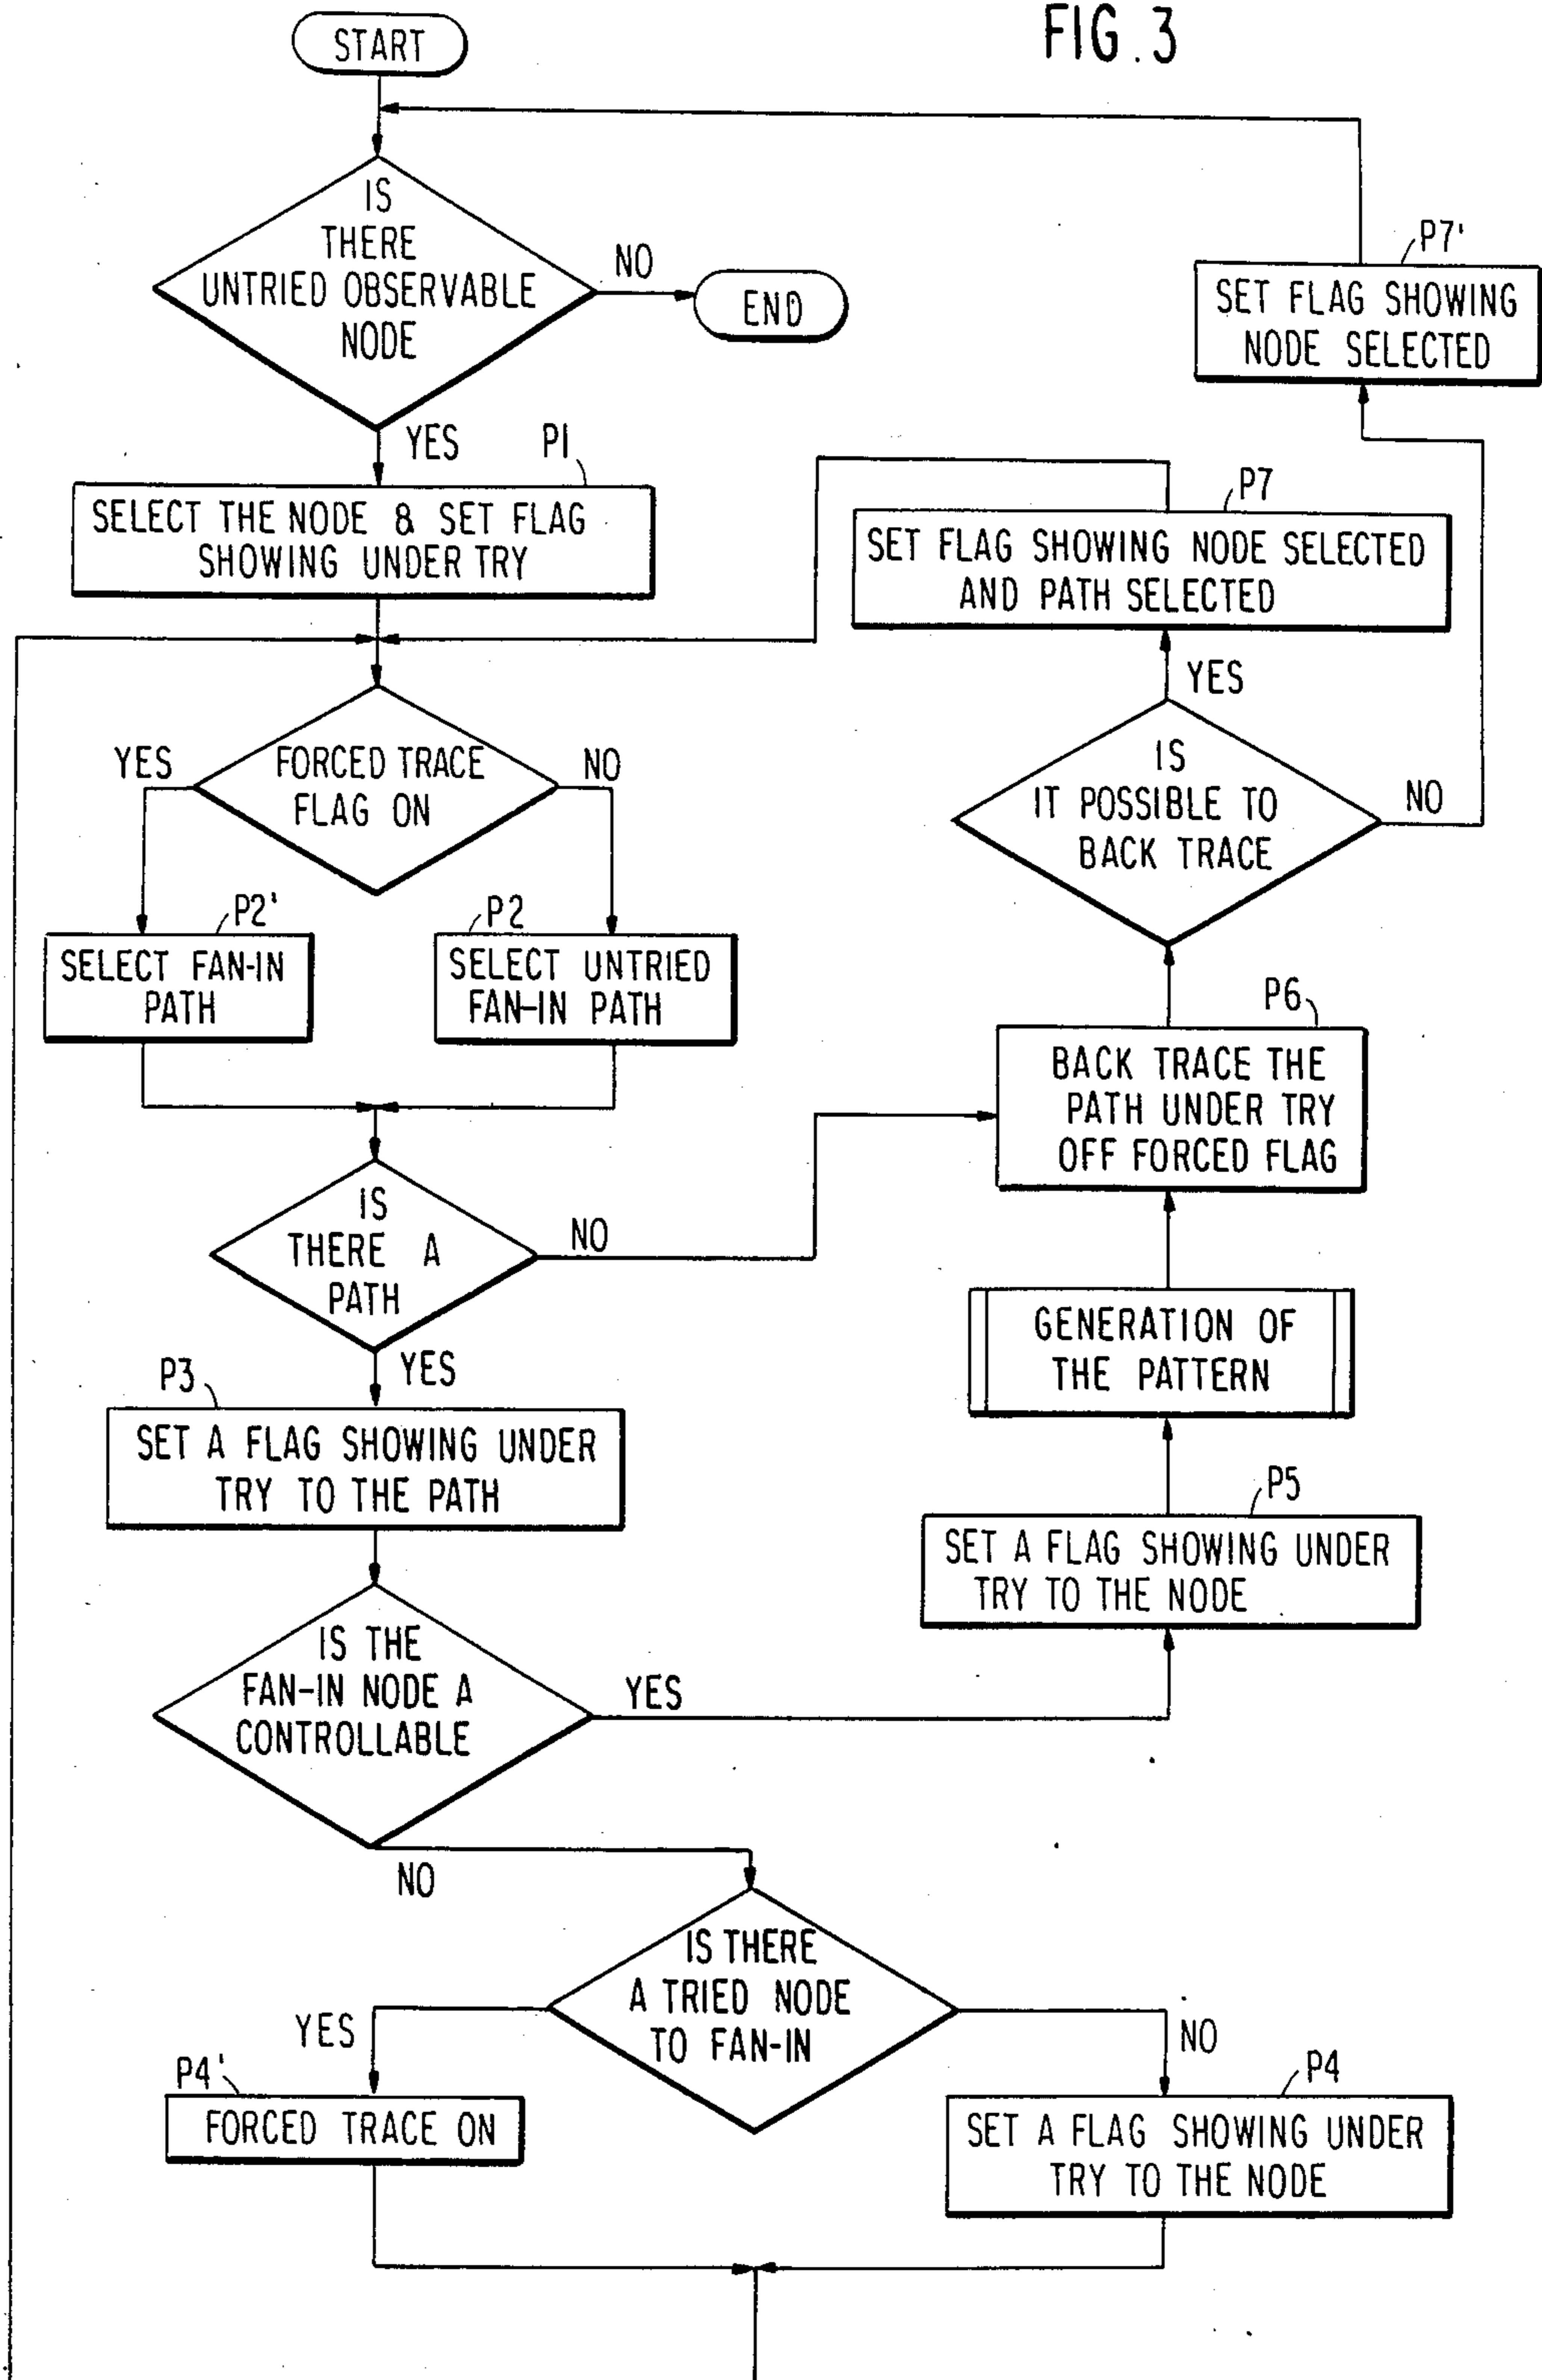 FIG. 3
START
IS
THERE
UNTRIED OBSERVABLE
NODE
NO
END
YES
P1
SELECT THE NODE & SET FLAG
SHOWING UNDER TRY
P7'
SET FLAG SHOWING
NODE SELECTED
P7
SET FLAG SHOWING NODE SELECTED
AND PATH SELECTED
YES
FORCED TRACE
FLAG ON
YES
NO
IS
IT POSSIBLE TO
BACK TRACE
NO
P2'
SELECT FAN-IN
PATH
P2
SELECT UNTRIED
FAN-IN PATH
P6
BACK TRACE THE
PATH UNDER TRY
OFF FORCED FLAG
IS
THERE A
PATH
NO
YES
GENERATION OF
THE PATTERN
P3
SET A FLAG SHOWING UNDER
TRY TO THE PATH
P5
SET A FLAG SHOWING UNDER
TRY TO THE NODE
IS THE
FAN-IN NODE A
CONTROLLABLE
YES
NO
IS THERE
A TRIED NODE
TO FAN-IN
YES
NO
P4'
FORCED TRACE ON
P4
SET A FLAG SHOWING UNDER
TRY TO THE NODE